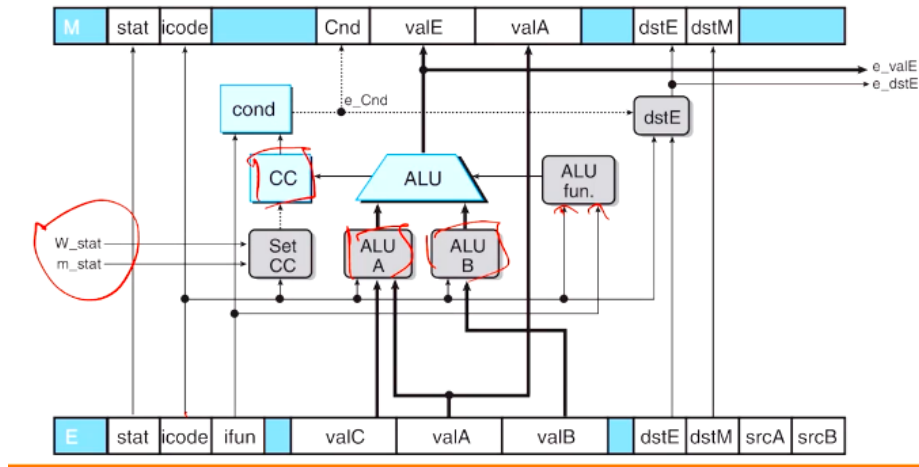 M stat icode Cnd valE valA dstE dstM
e_valE
e_dstE
e_Cnd
cond
dstE
CC
ALU
ALU
fun.
W_stat
m_stat
Set
CC
ALU
A
ALU
B
E stat icode ifun valC valA valB dstE dstM srcA srcB